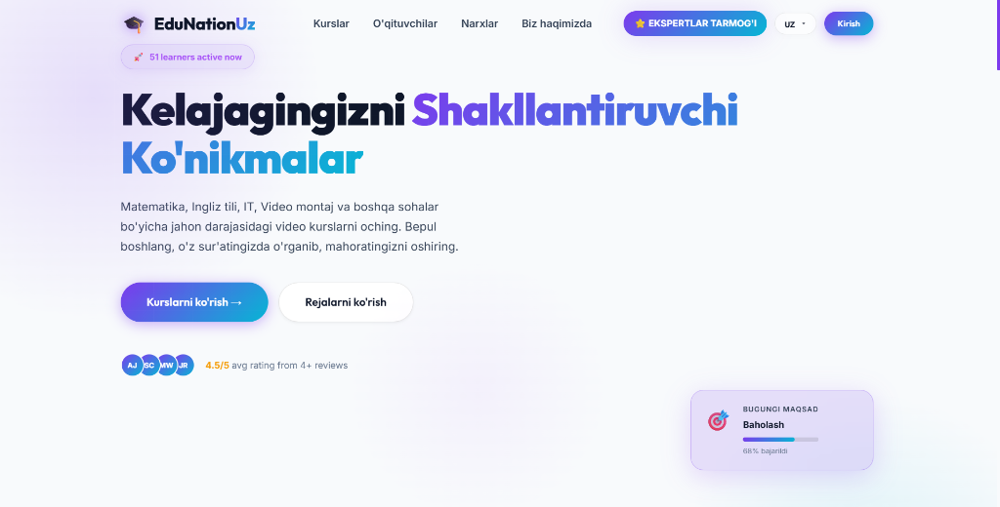 EduNationUz
Kurslar
O'qituvchilar
Narxlar
Biz haqimizda
EKSPERTLAR TARMOG'I
UZ
Kirish
51 learners active now
Kelajagingizni Shakllantiruvchi
Ko'nikmalar
Matematika, Ingliz tili, IT, Video montaj va boshqa sohalar
bo'yicha jahon darajasidagi video kurslarni oching. Bepul
boshlang, o'z sur'atingizda o'rganib, mahoratingizni oshiring.
Kurslarni ko'rish →
Rejalarni ko'rish
AJ SC MW JR
4.5/5 avg rating from 4+ reviews
BUGUNGI MAQSAD
Baholash
68% bajarildi